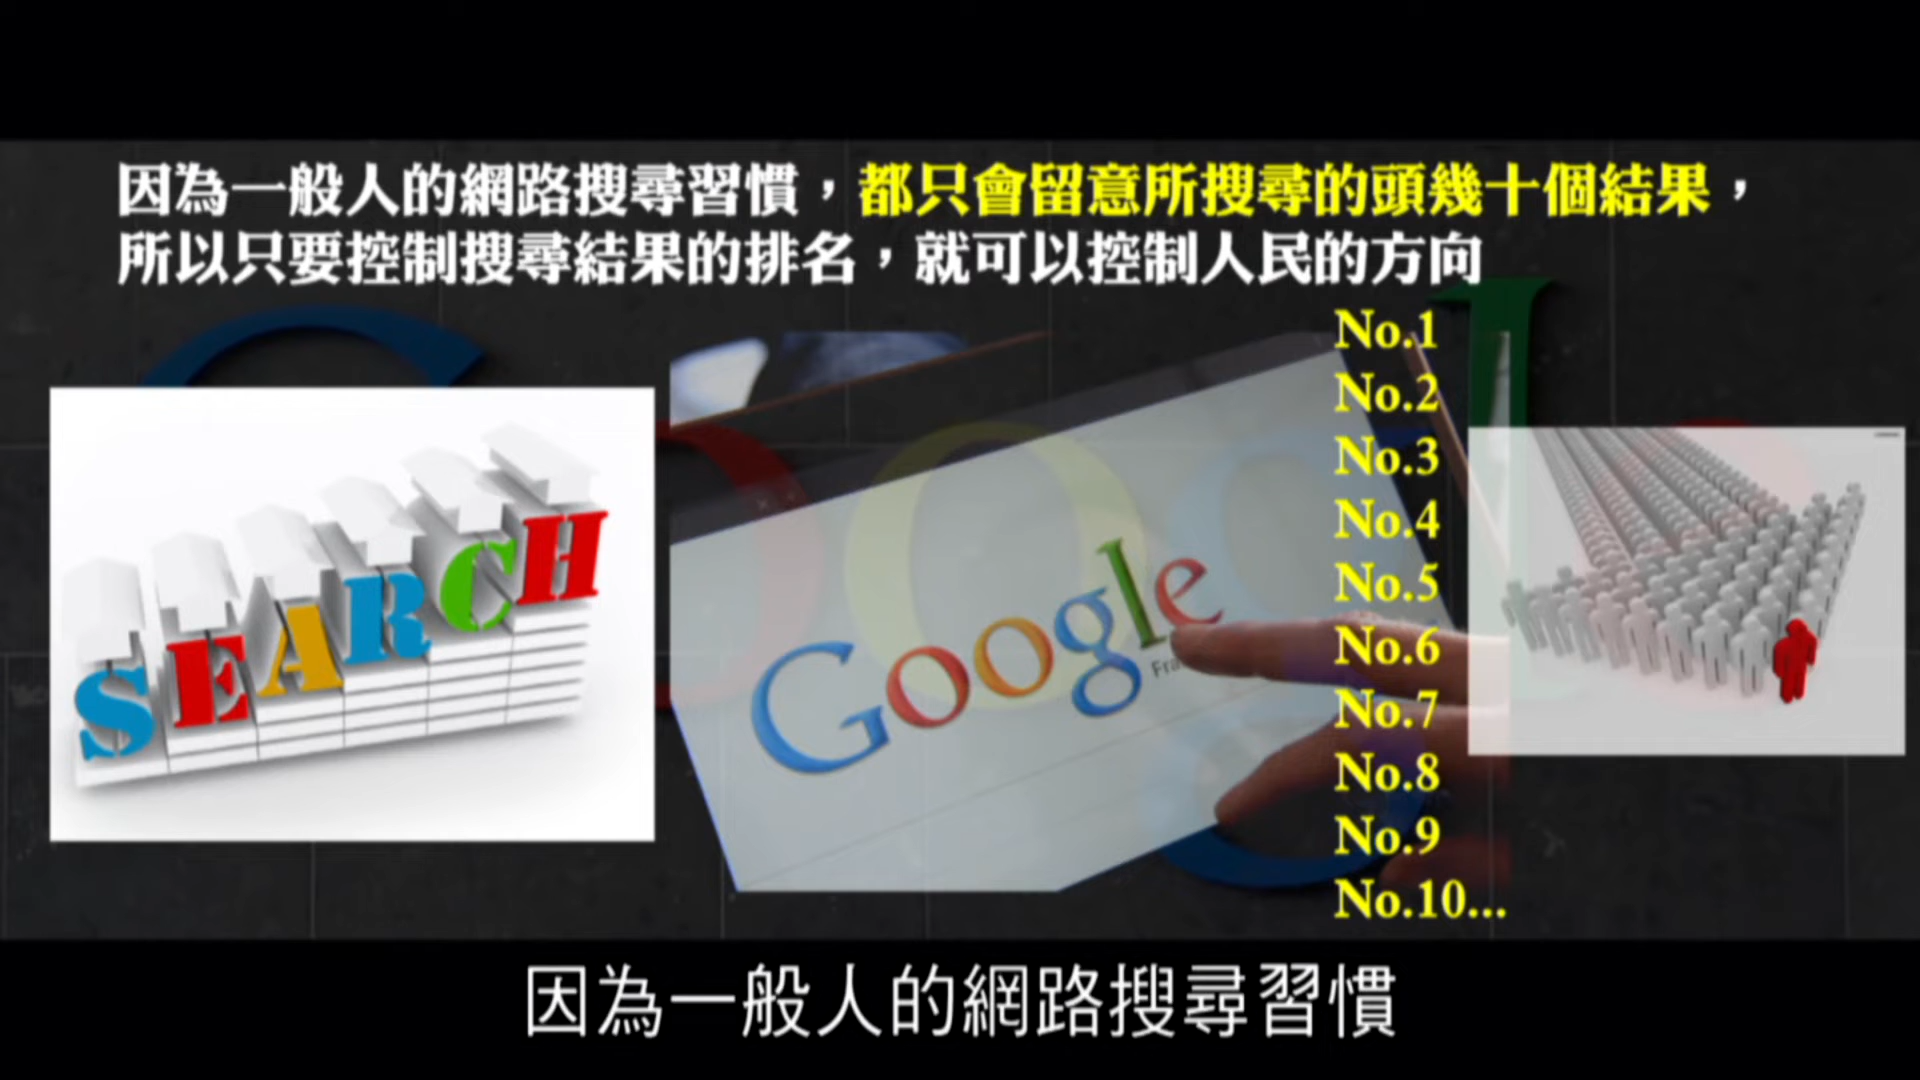 因為一般人的網路搜尋習慣，都只會留意所搜尋的頭幾十個結果，
所以只要控制搜尋結果的排名，就可以控制人民的方向
SEARCH
Google
No.1
No.2
No.3
No.4
No.5
No.6
No.7
No.8
No.9
No.10...
因為一般人的網路搜尋習慣